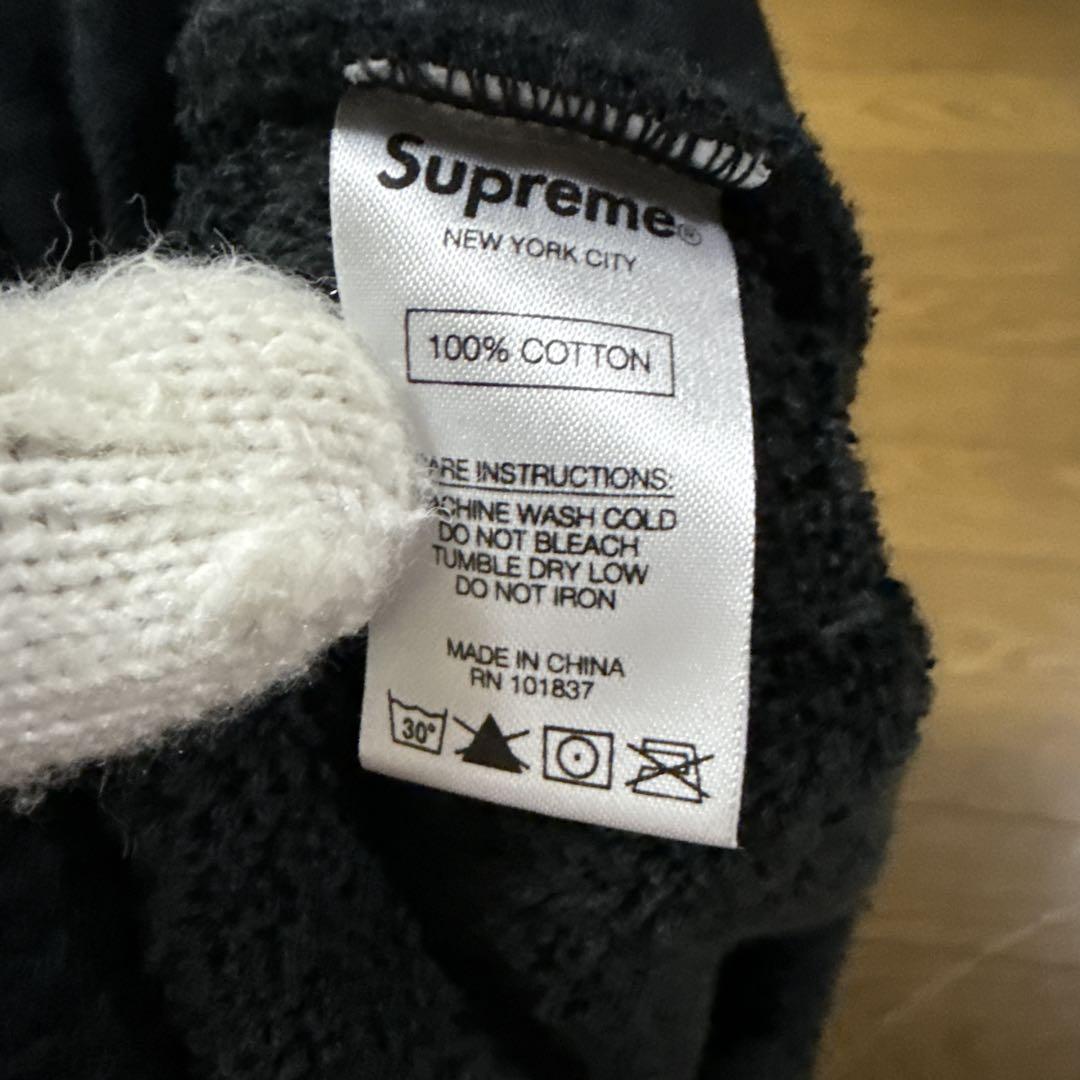 Supreme®
NEW YORK CITY
100% COTTON
ARE INSTRUCTIONS:
CHINE WASH COLD
DO NOT BLEACH
TUMBLE DRY LOW
DO NOT IRON
MADE IN CHINA
RN 101837
30°